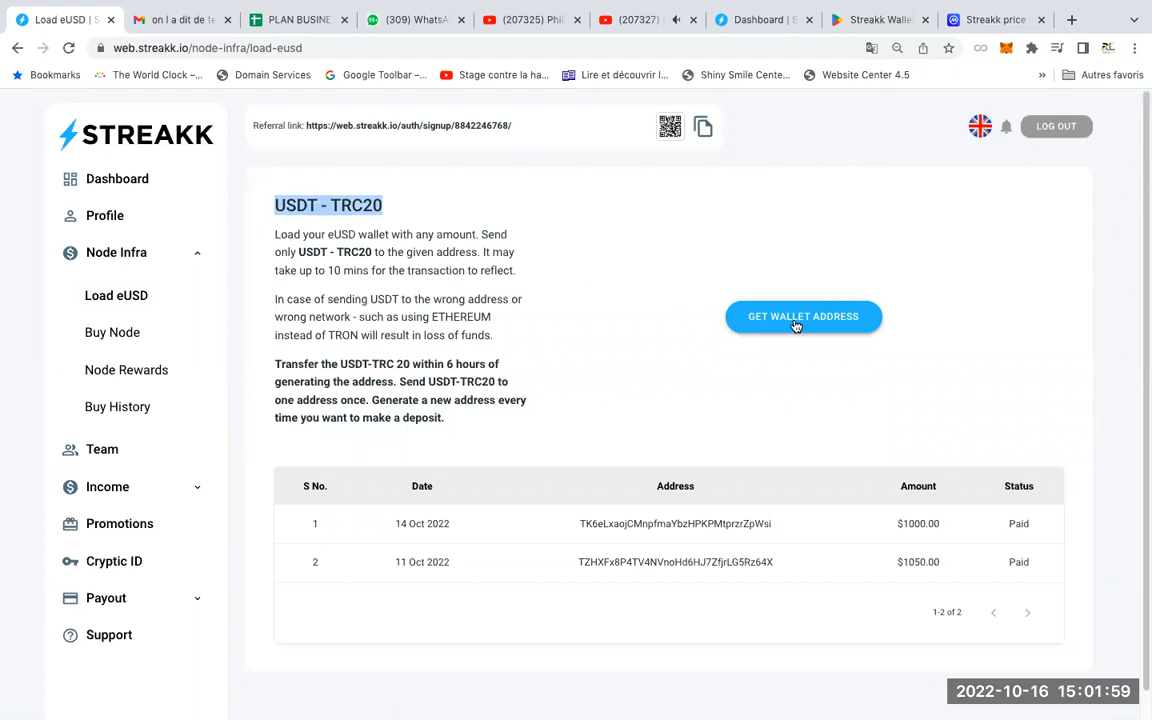 Load eUSD | S
on l a dit de te
PLAN BUSINE
(309) WhatsA
(207325) Phi
(207327)
Dashboard | S
Streakk Walle
Streakk price
web.streakk.io/node-infra/load-eusd
Bookmarks
The World Clock –...
Domain Services
Google Toolbar –...
Stage contre la ha...
Lire et découvrir l'...
Shiny Smile Cente...
Website Center 4.5
»
Autres favoris
STREAKK
Referral link: https://web.streakk.io/auth/signup/8842246768/
LOG OUT
Dashboard
Profile
Node Infra
Load eUSD
Buy Node
Node Rewards
Buy History
Team
Income
Promotions
Cryptic ID
Payout
Support
USDT - TRC20
Load your eUSD wallet with any amount. Send
only USDT - TRC20 to the given address. It may
take up to 10 mins for the transaction to reflect.
In case of sending USDT to the wrong address or
wrong network - such as using ETHEREUM
instead of TRON will result in loss of funds.
Transfer the USDT-TRC 20 within 6 hours of
generating the address. Send USDT-TRC20 to
one address once. Generate a new address every
time you want to make a deposit.
GET WALLET ADDRESS
S No. Date Address Amount Status
1 14 Oct 2022 TK6eLxaojCMnpfmaYbzHPKPMtprzrZpWsi $1000.00 Paid
2 11 Oct 2022 TZHXFx8P4TV4NVnoHd6HJ7ZfjrLG5Rz64X $1050.00 Paid
1-2 of 2
2022-10-16 15:01:59